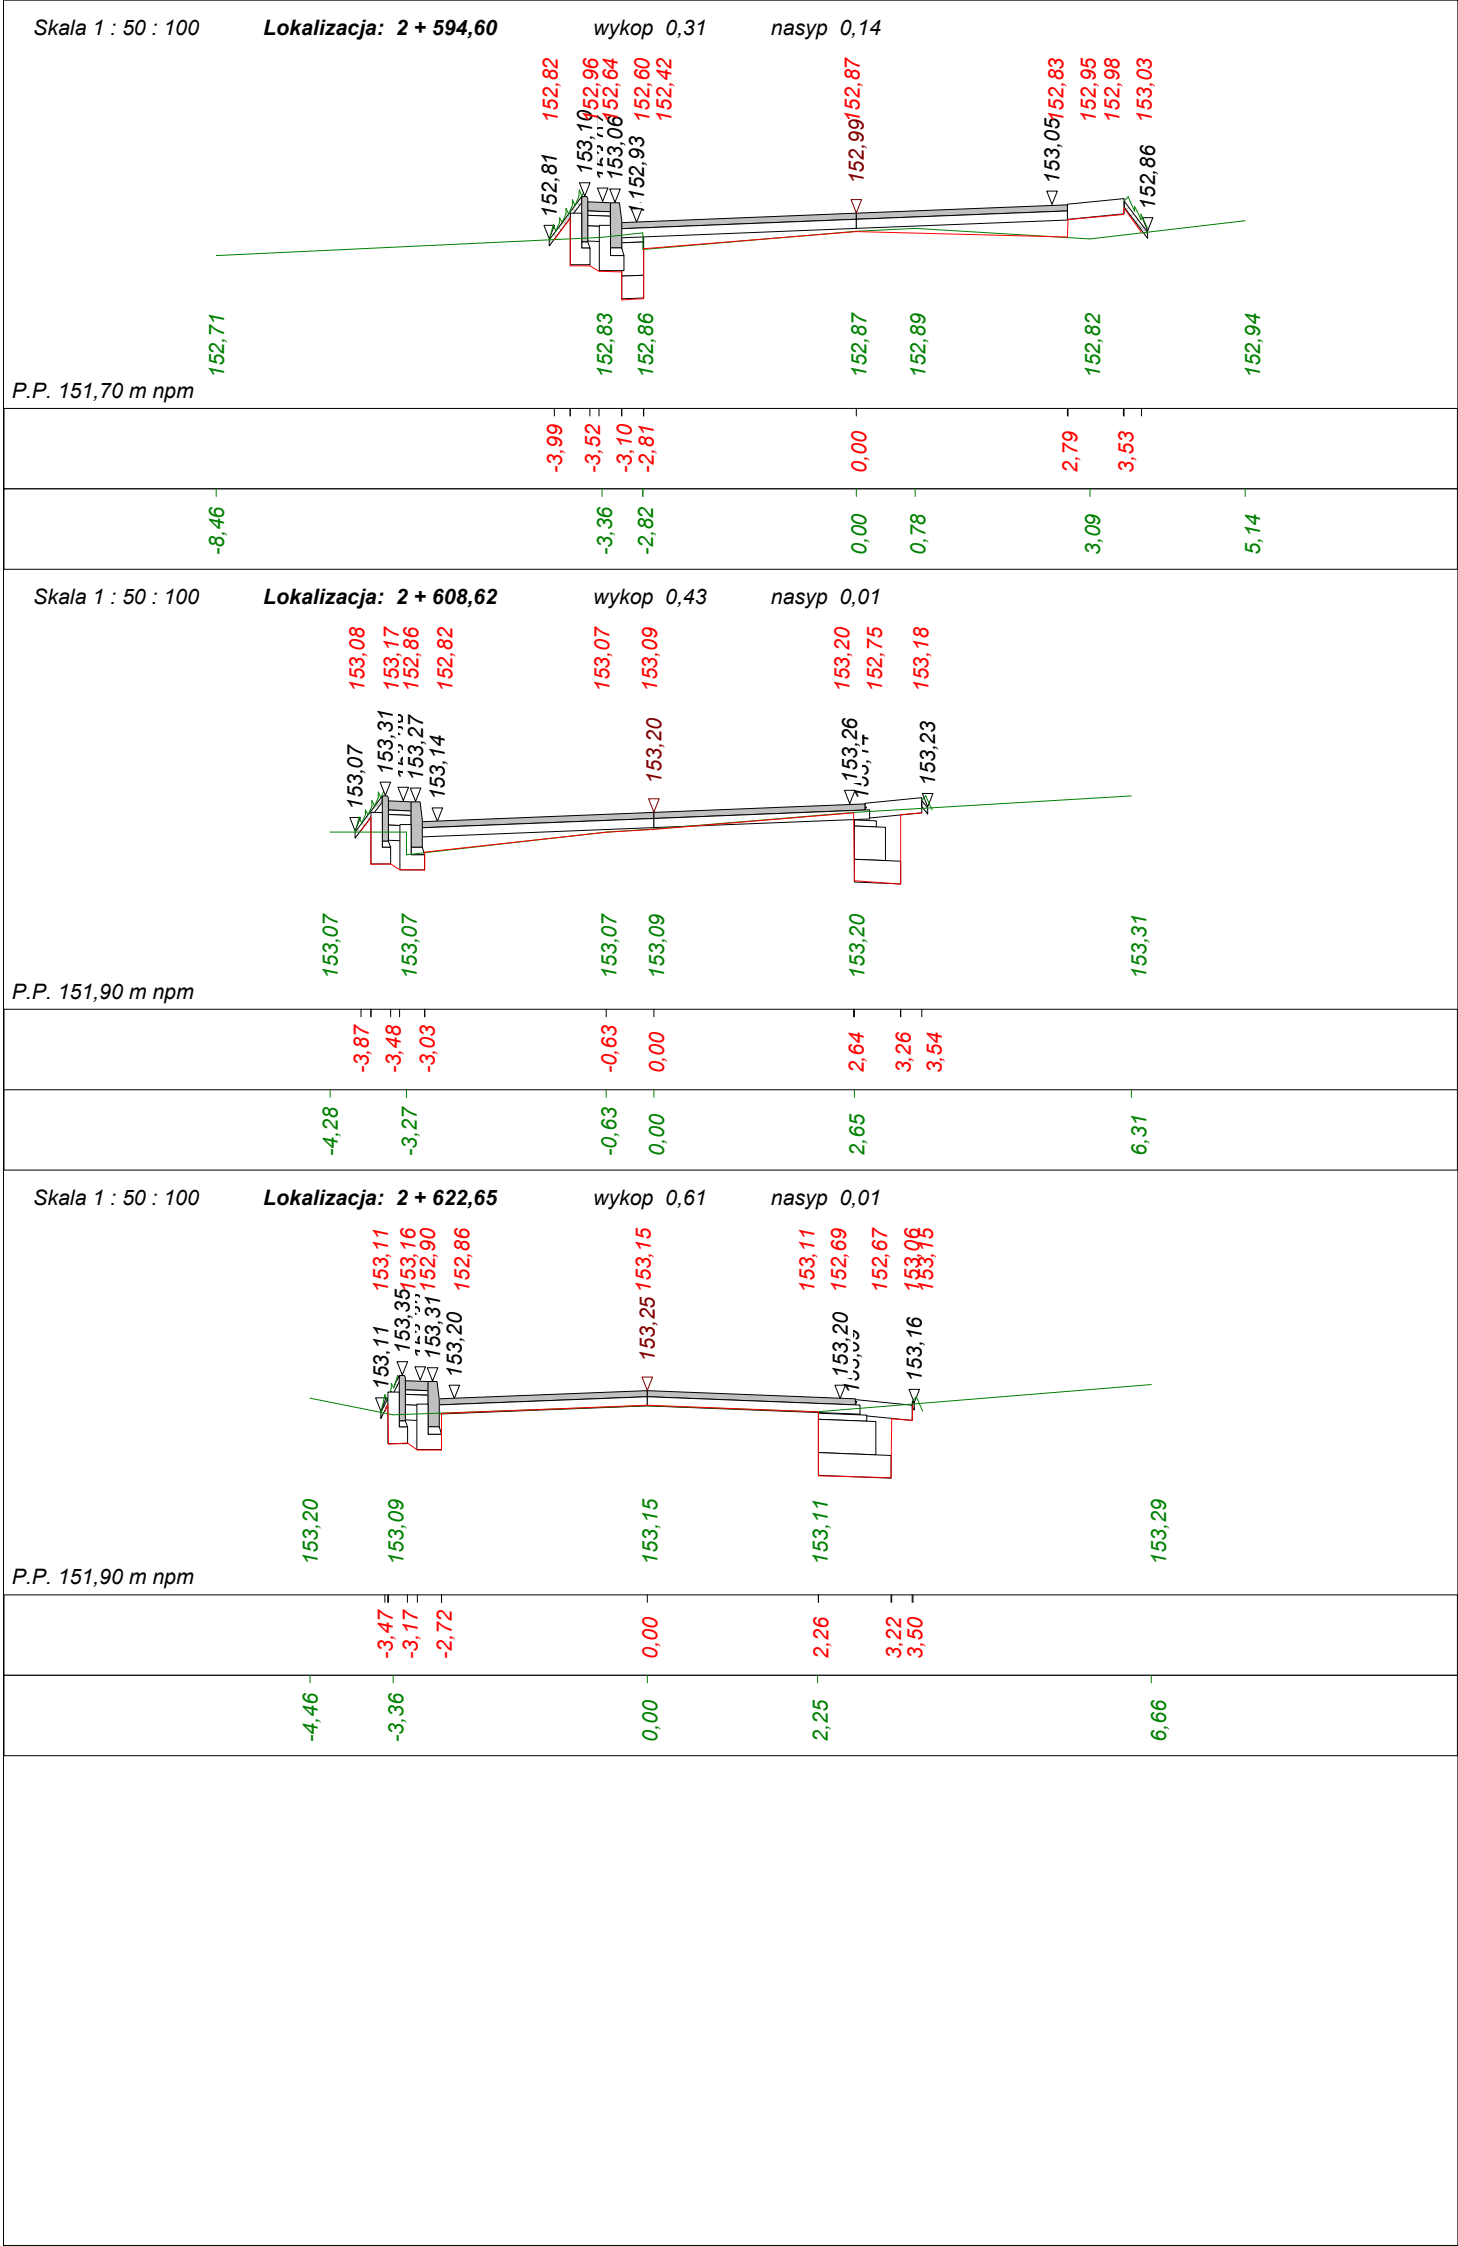 Skala 1 : 50 : 100 Lokalizacja: 2 + 594,60 wykop 0,31 nasyp 0,14
152,82 152,96 152,64 152,60 152,42 152,87 152,83 152,95 152,98 153,03
152,81 153,10 153,06 152,93 152,99 153,05 152,86
152,71 152,83 152,86 152,87 152,89 152,82 152,94
P.P. 151,70 m npm
-3,99 -3,52 -3,10 -2,81 0,00 2,79 3,53
-8,46 -3,36 -2,82 0,00 0,78 3,09 5,14
Skala 1 : 50 : 100 Lokalizacja: 2 + 608,62 wykop 0,43 nasyp 0,01
153,08 153,17 152,86 152,82 153,07 153,09 153,20 152,75 153,18
153,07 153,31 153,27 153,14 153,20 153,26 153,23
153,07 153,07 153,07 153,09 153,20 153,31
P.P. 151,90 m npm
-3,87 -3,48 -3,03 -0,63 0,00 2,64 3,26 3,54
-4,28 -3,27 -0,63 0,00 2,65 6,31
Skala 1 : 50 : 100 Lokalizacja: 2 + 622,65 wykop 0,61 nasyp 0,01
153,11 153,16 152,90 152,86 153,15 153,11 152,69 152,67 153,06 153,15
153,11 153,35 153,31 153,20 153,25 153,20 153,16
153,20 153,09 153,15 153,11 153,29
P.P. 151,90 m npm
-3,47 -3,17 -2,72 0,00 2,26 3,22 3,50
-4,46 -3,36 0,00 2,25 6,66